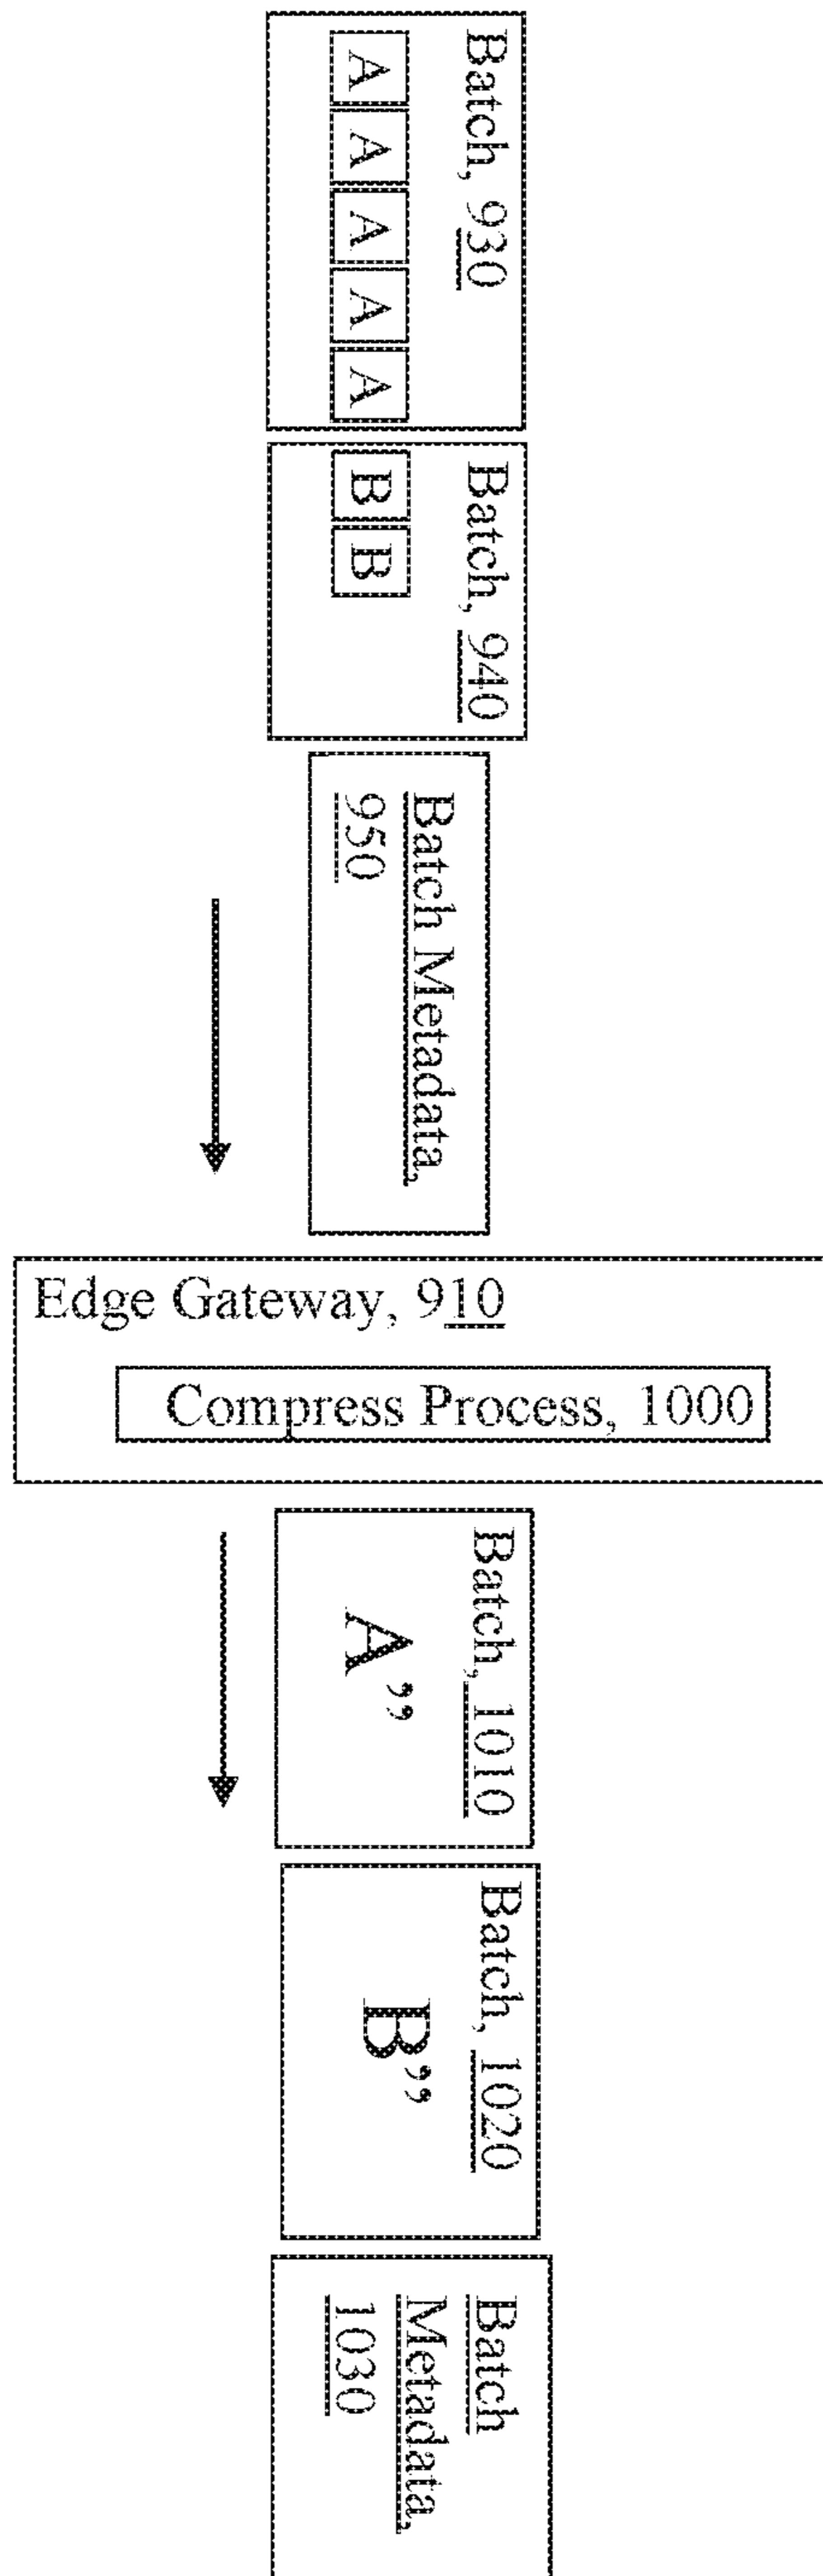 Batch, 930
A A A A A
Batch, 940
B B
Batch Metadata,
950
Edge Gateway, 910
Compress Process, 1000
Batch, 1010
A”
Batch, 1020
B”
Batch
Metadata,
1030